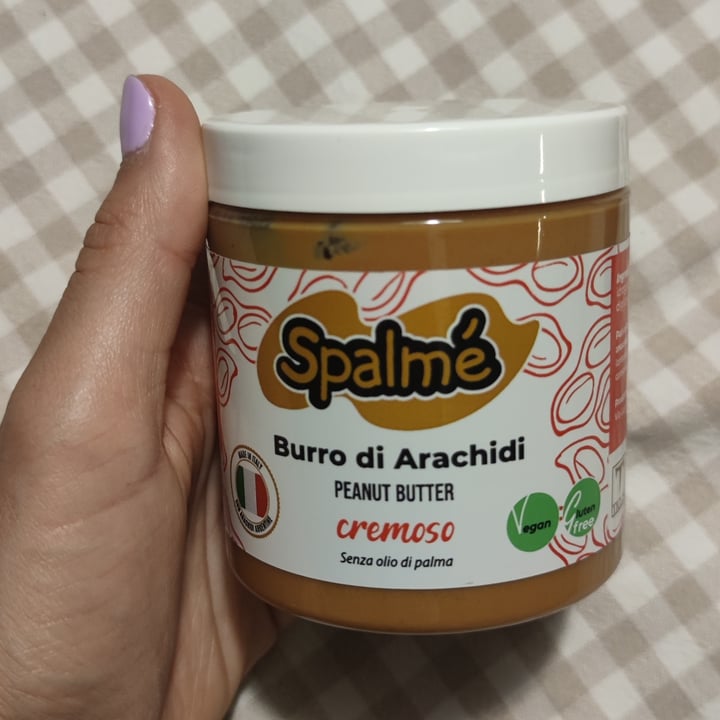 Spalmé
Burro di Arachidi
PEANUT BUTTER
cremoso
Senza olio di palma
MADE IN ITALY
Vegan
Gluten
free